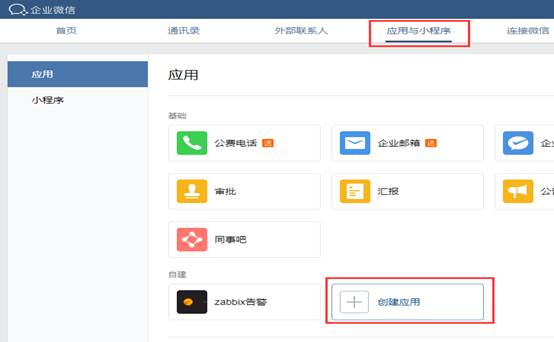 企业微信
首页 通讯录 外部联系人 应用与小程序 连接微信
应用
小程序
应用
基础
公费电话 送 企业邮箱 送 企
审批 汇报 公
同事吧
自建
zabbix告警 创建应用